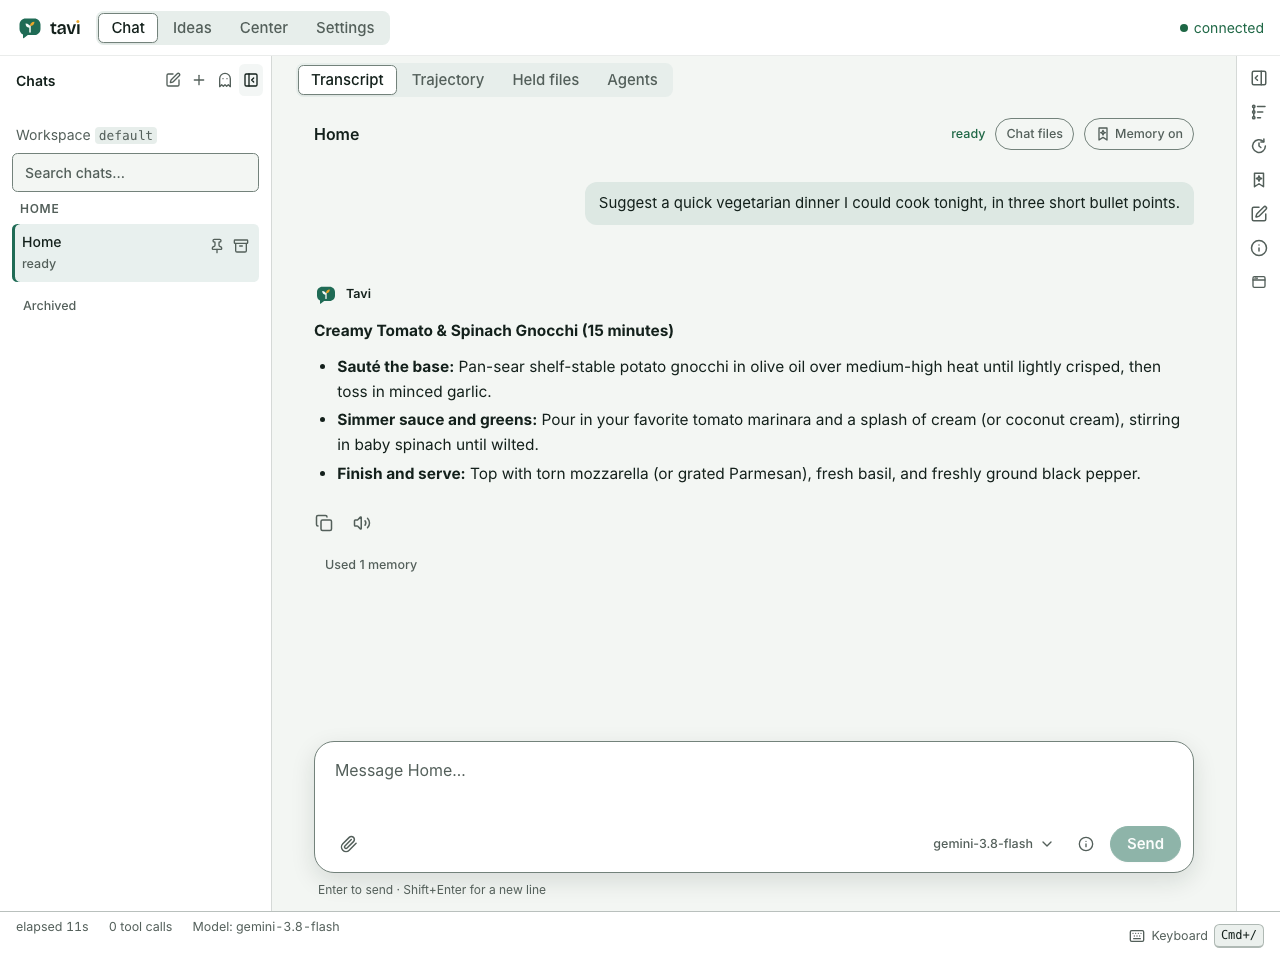 tavi
Chat
Ideas
Center
Settings
connected
Chats
Workspace default
Search chats...
HOME
Home
ready
Archived
Transcript
Trajectory
Held files
Agents
Home
ready
Chat files
Memory on
Suggest a quick vegetarian dinner I could cook tonight, in three short bullet points.
Tavi
Creamy Tomato & Spinach Gnocchi (15 minutes)
• Sauté the base: Pan-sear shelf-stable potato gnocchi in olive oil over medium-high heat until lightly crisped, then
toss in minced garlic.
• Simmer sauce and greens: Pour in your favorite tomato marinara and a splash of cream (or coconut cream), stirring
in baby spinach until wilted.
• Finish and serve: Top with torn mozzarella (or grated Parmesan), fresh basil, and freshly ground black pepper.
Used 1 memory
Message Home...
gemini-3.8-flash
Send
Enter to send · Shift+Enter for a new line
elapsed 11s
0 tool calls
Model: gemini-3.8-flash
Keyboard
Cmd+/